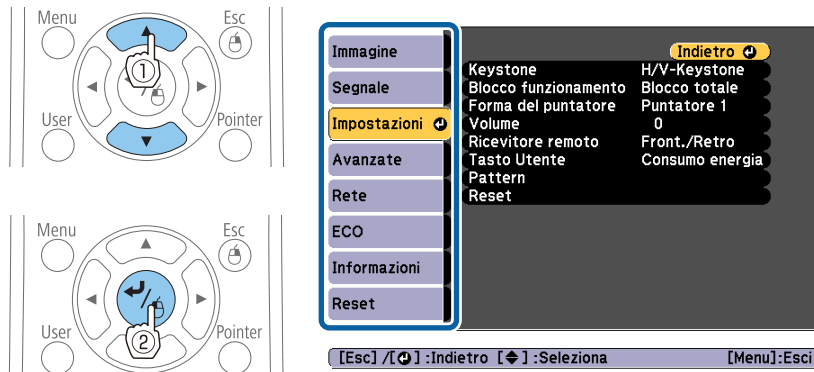 Menu
Esc
1
User
Pointer
Menu
Esc
2
User
Pointer
Immagine
Segnale
Impostazioni
Avanzate
Rete
ECO
Informazioni
Reset
Indietro
Keystone H/V-Keystone
Blocco funzionamento Blocco totale
Forma del puntatore Puntatore 1
Volume 0
Ricevitore remoto Front./Retro
Tasto Utente Consumo energia
Pattern
Reset
[Esc] /[ ] :Indietro [ ] :Seleziona [Menu]:Esci